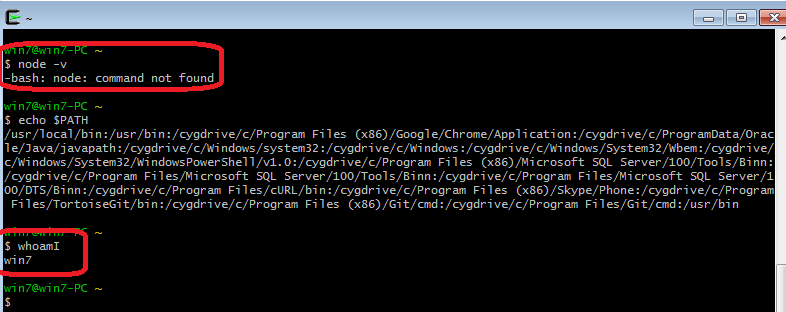 ~
win7@win7-PC ~
$ node -v
-bash: node: command not found
win7@win7-PC ~
$ echo $PATH
/usr/local/bin:/usr/bin:/cygdrive/c/Program Files (x86)/Google/Chrome/Application:/cygdrive/c/ProgramData/Orac
le/Java/javapath:/cygdrive/c/Windows/system32:/cygdrive/c/Windows:/cygdrive/c/Windows/System32/Wbem:/cygdrive/
c/Windows/System32/WindowsPowerShell/v1.0:/cygdrive/c/Program Files (x86)/Microsoft SQL Server/100/Tools/Binn:
/cygdrive/c/Program Files/Microsoft SQL Server/100/Tools/Binn:/cygdrive/c/Program Files/Microsoft SQL Server/1
00/DTS/Binn:/cygdrive/c/Program Files/cURL/bin:/cygdrive/c/Program Files (x86)/Skype/Phone:/cygdrive/c/Program
 Files/TortoiseGit/bin:/cygdrive/c/Program Files (x86)/Git/cmd:/cygdrive/c/Program Files/Git/cmd:/usr/bin
win7@win7-PC ~
$ whoamI
win7
win7@win7-PC ~
$